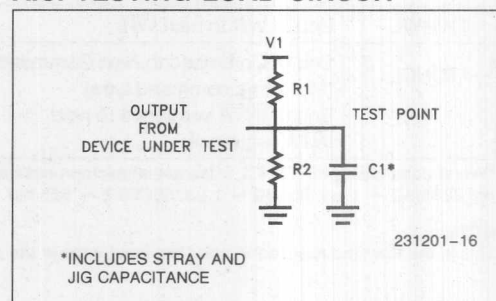 A.C. TESTING LOAD CIRCUIT
V1
R1
OUTPUT
FROM
DEVICE UNDER TEST
TEST POINT
R2
C1*
231201–16
*INCLUDES STRAY AND
JIG CAPACITANCE